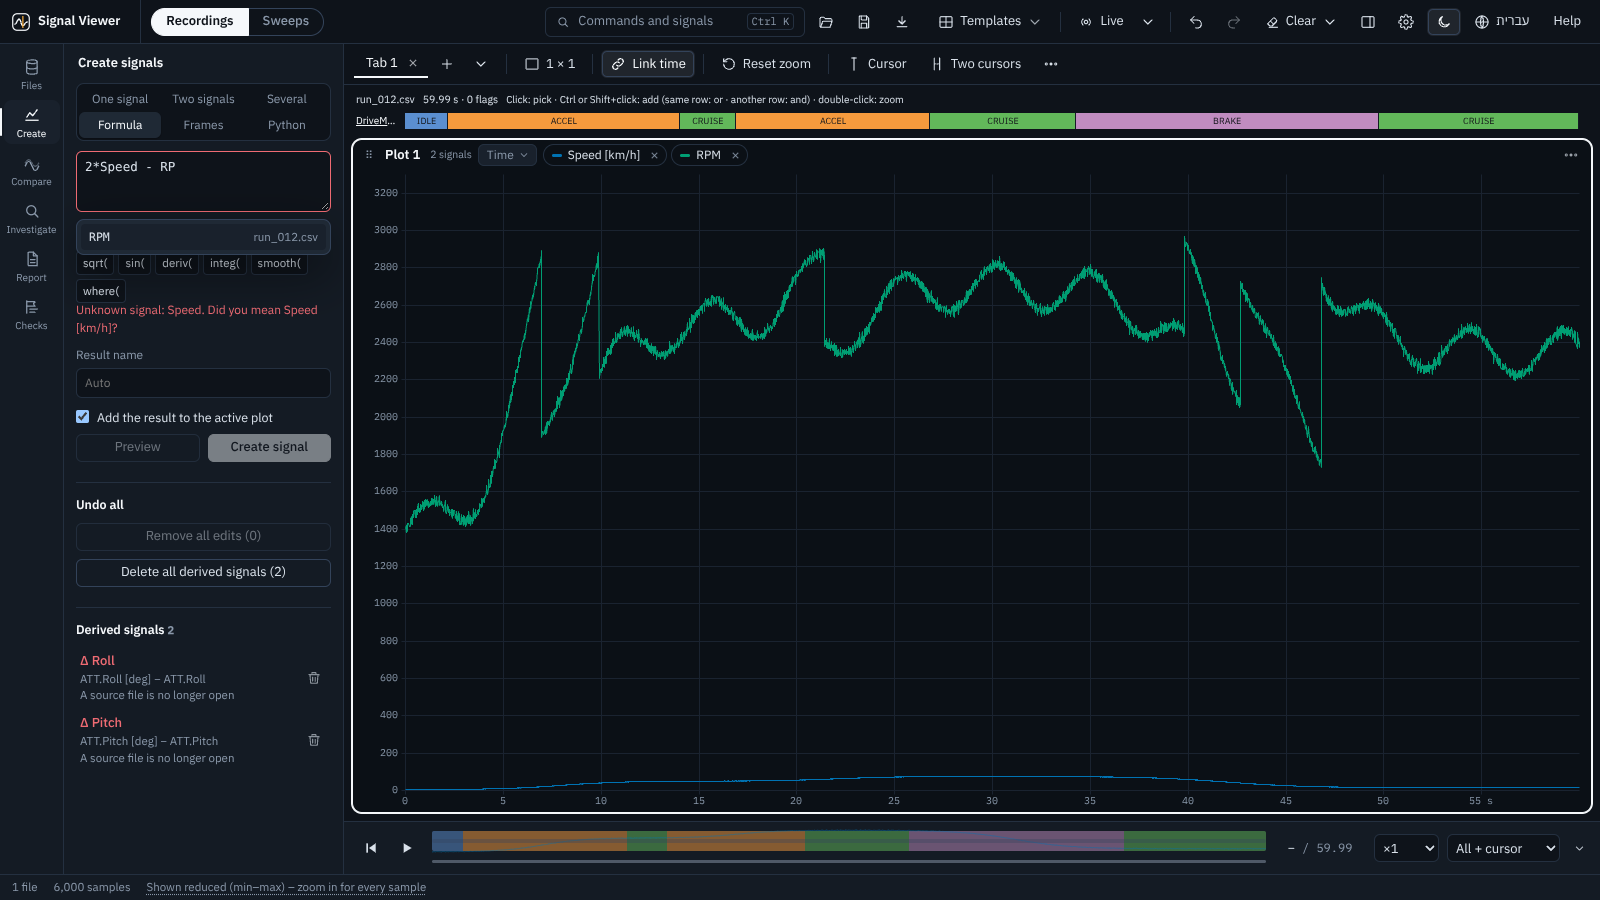 Signal Viewer
Recordings
Sweeps
Commands and signals
Ctrl K
Templates
Live
Clear
עברית
Help
Files
Create
Compare
Investigate
Report
Checks
Create signals
One signal
Two signals
Several
Formula
Frames
Python
2*Speed - RP
RPM
run_012.csv
sqrt(
sin(
deriv(
integ(
smooth(
where(
Unknown signal: Speed. Did you mean Speed
[km/h]?
Result name
Auto
Add the result to the active plot
Preview
Create signal
Undo all
Remove all edits (0)
Delete all derived signals (2)
Derived signals 2
Δ Roll
ATT.Roll [deg] − ATT.Roll
A source file is no longer open
Δ Pitch
ATT.Pitch [deg] − ATT.Pitch
A source file is no longer open
Tab 1
1 × 1
Link time
Reset zoom
Cursor
Two cursors
run_012.csv 59.99 s · 0 flags Click: pick · Ctrl or Shift+click: add (same row: or · another row: and) · double-click: zoom
DriveM...
IDLE
ACCEL
CRUISE
ACCEL
CRUISE
BRAKE
CRUISE
Plot 1
2 signals
Time
Speed [km/h]
RPM
3200
3000
2800
2600
2400
2200
2000
1800
1600
1400
1200
1000
800
600
400
200
0
0 5 10 15 20 25 30 35 40 45 50 55 s
– / 59.99
×1
All + cursor
1 file
6,000 samples
Shown reduced (min–max) – zoom in for every sample